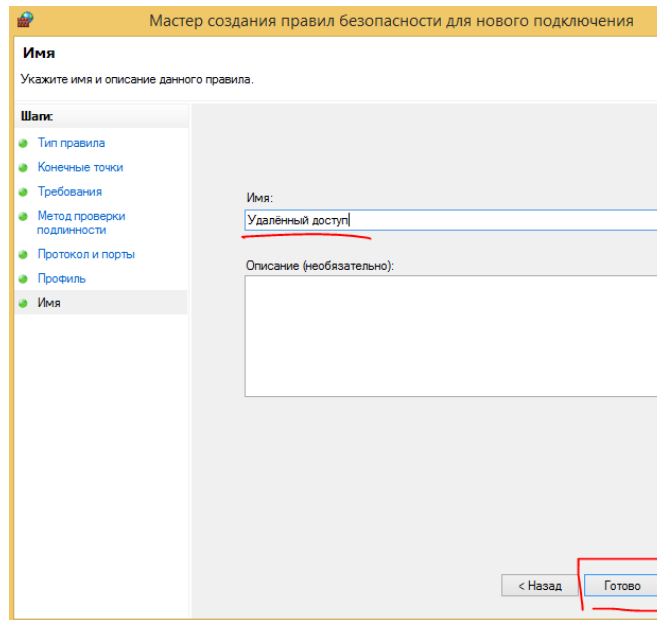 Мастер создания правил безопасности для нового подключения
Имя
Укажите имя и описание данного правила.
Шаги:
Тип правила
Конечные точки
Требования
Метод проверки
подлинности
Протокол и порты
Профиль
Имя
Имя:
Удалённый доступ
Описание (необязательно):
< Назад
Готово